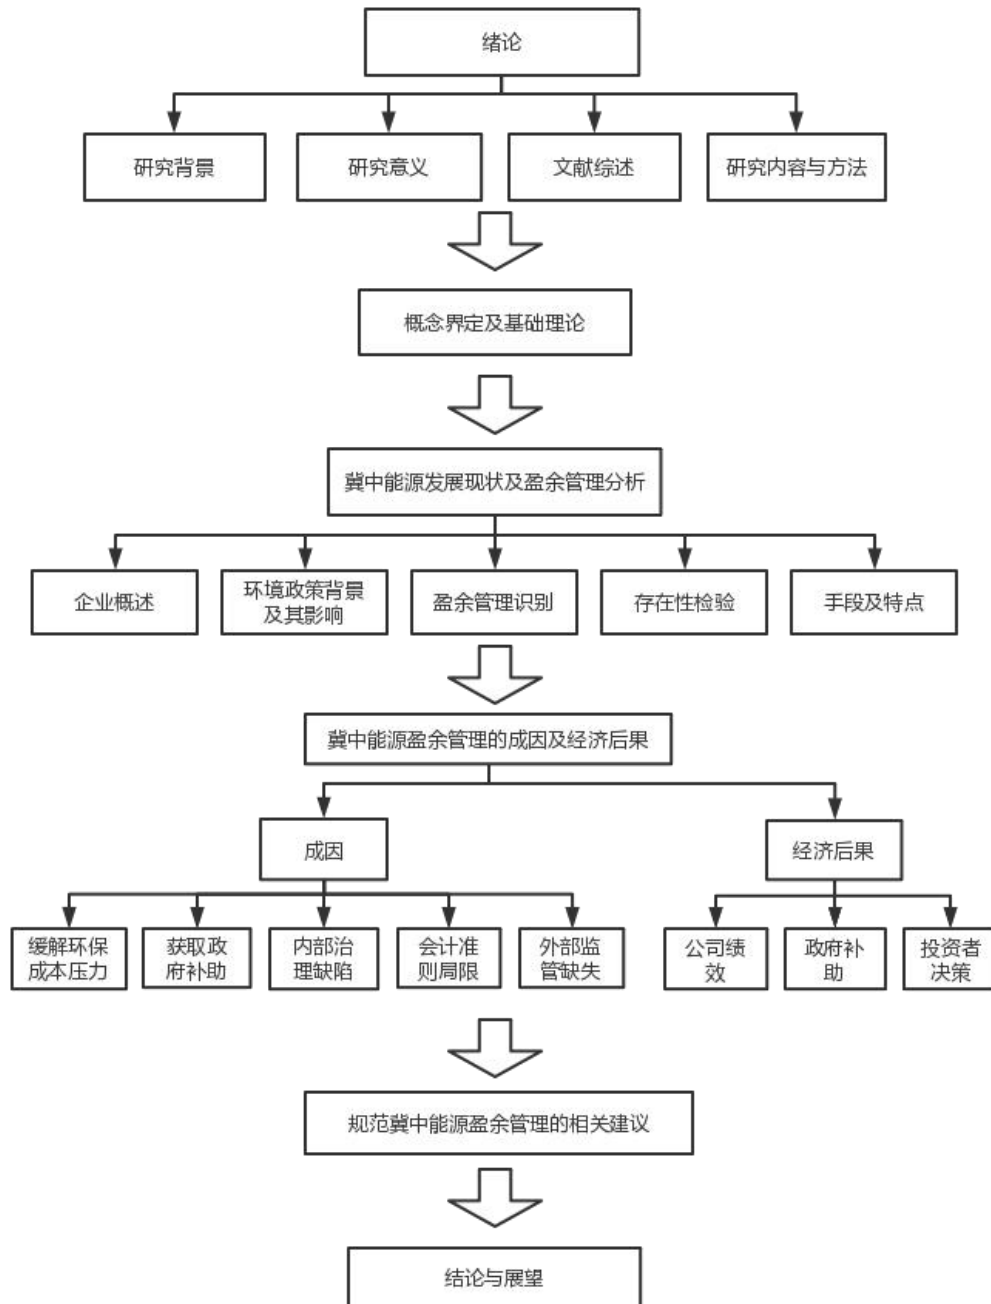 绪论
研究背景
研究意义
文献综述
研究内容与方法
概念界定及基础理论
冀中能源发展现状及盈余管理分析
企业概述
环境政策背景
及其影响
盈余管理识别
存在性检验
手段及特点
冀中能源盈余管理的成因及经济后果
成因
经济后果
缓解环保
成本压力
获取政
府补助
内部治
理缺陷
会计准
则局限
外部监
管缺失
公司绩
效
政府补
助
投资者
决策
规范冀中能源盈余管理的相关建议
结论与展望